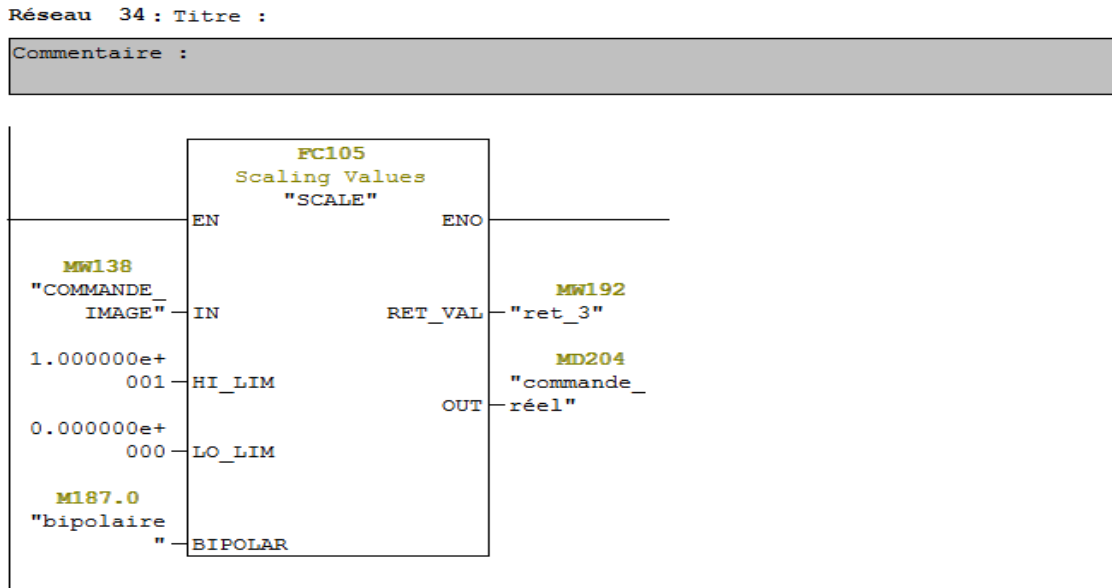 Réseau 34 : Titre :
Commentaire :
FC105
Scaling Values
"SCALE"
EN
ENO
MW138
"COMMANDE_
IMAGE"
IN
RET_VAL
MW192
"ret_3"
1.000000e+
001
HI_LIM
MD204
"commande_
réel"
OUT
0.000000e+
000
LO_LIM
M187.0
"bipolaire
"
BIPOLAR